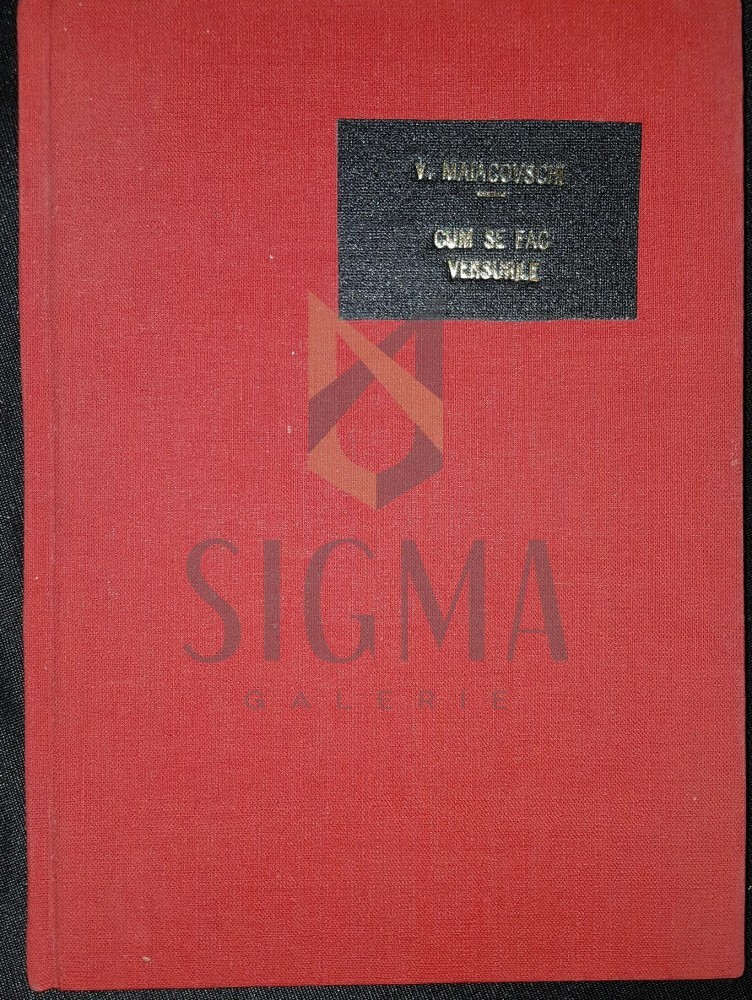 V. MAIACOVSCHI
CUM SE FAC
VERSURILE
SIGMA
GALERIE